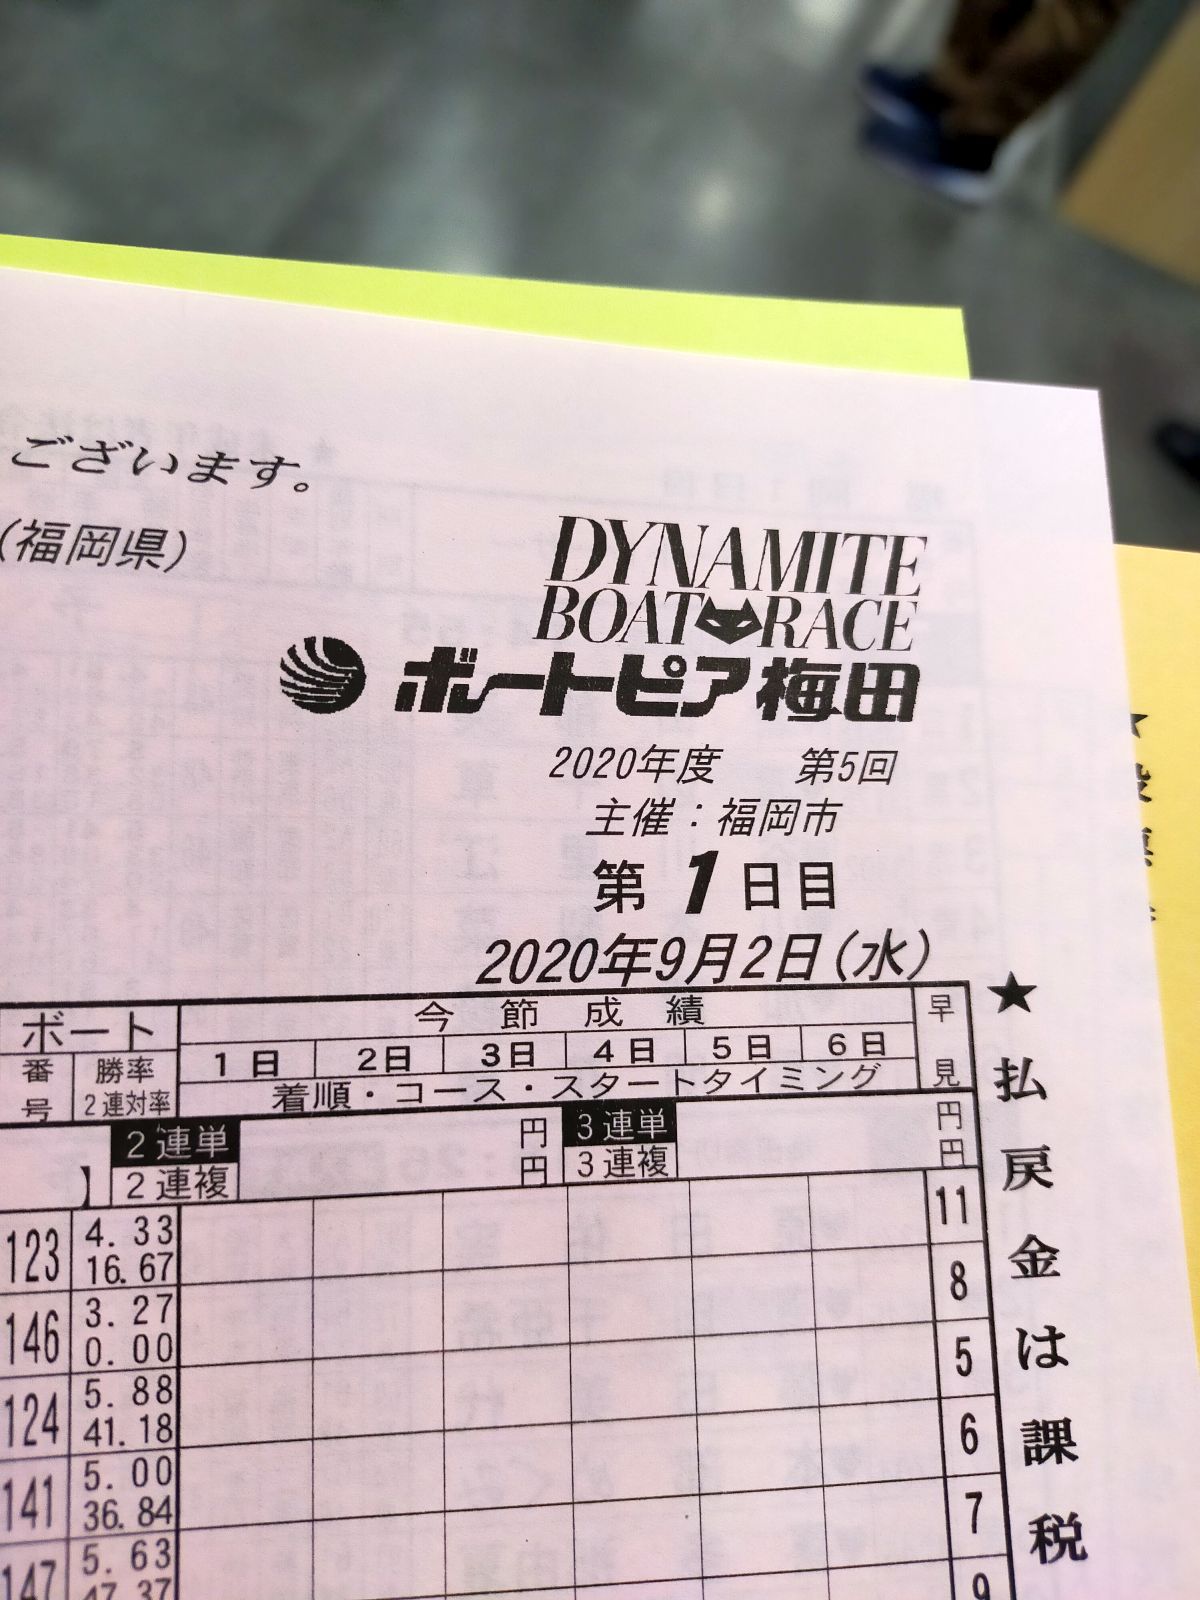 ございます。
(福岡県)
DYNAMITE
BOAT RACE
ボートピア梅田
2020年度 第5回
主催:福岡市
第1日目
2020年9月2日(水)
ボート 今節成績 早見
番号 勝率 1日 2日 3日 4日 5日 6日
2連対率 着順・コース・スタートタイミング
2連単 円 3連単 円
】 2連複 円 3連複 円
123 4.33 11
16.67
146 3.27 8
0.00
124 5.88 5
41.18
141 5.00 6
36.84
147 5.63 7
47.37
9
★払戻金は課税
★